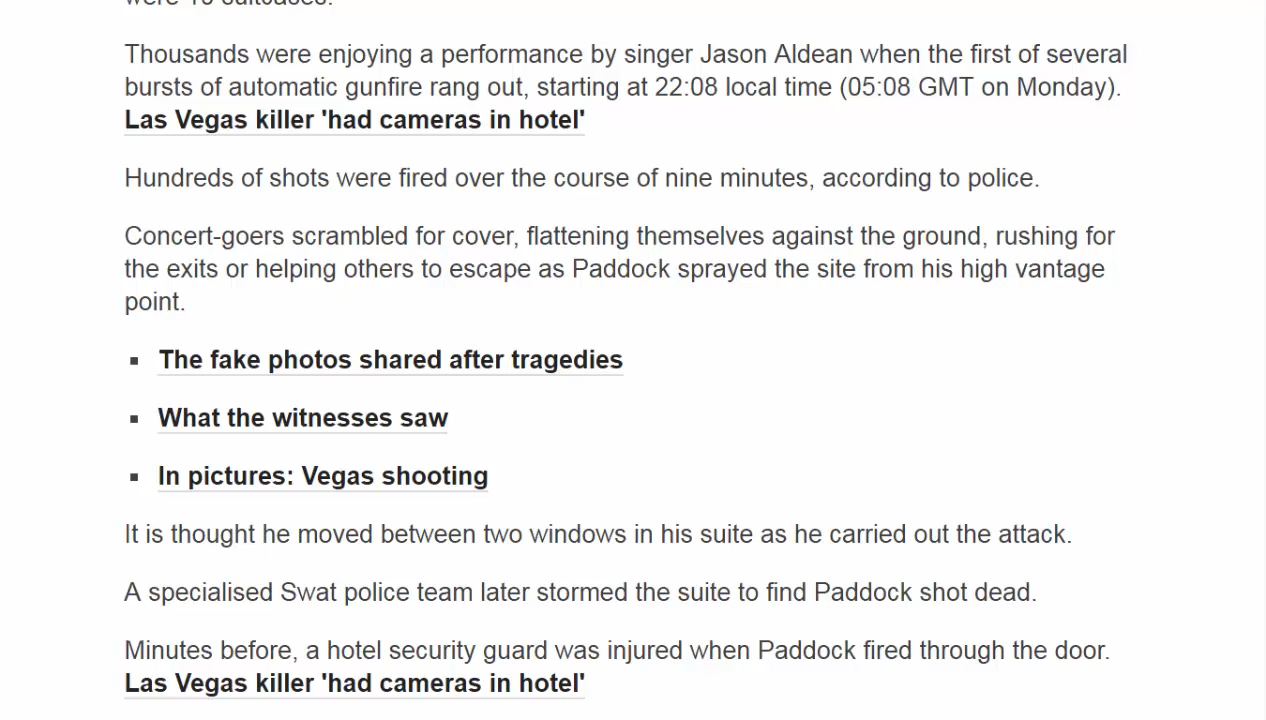 were 10 suitcases.
Thousands were enjoying a performance by singer Jason Aldean when the first of several
bursts of automatic gunfire rang out, starting at 22:08 local time (05:08 GMT on Monday).
Las Vegas killer 'had cameras in hotel'
Hundreds of shots were fired over the course of nine minutes, according to police.
Concert-goers scrambled for cover, flattening themselves against the ground, rushing for
the exits or helping others to escape as Paddock sprayed the site from his high vantage
point.
▪ The fake photos shared after tragedies
▪ What the witnesses saw
▪ In pictures: Vegas shooting
It is thought he moved between two windows in his suite as he carried out the attack.
A specialised Swat police team later stormed the suite to find Paddock shot dead.
Minutes before, a hotel security guard was injured when Paddock fired through the door.
Las Vegas killer 'had cameras in hotel'